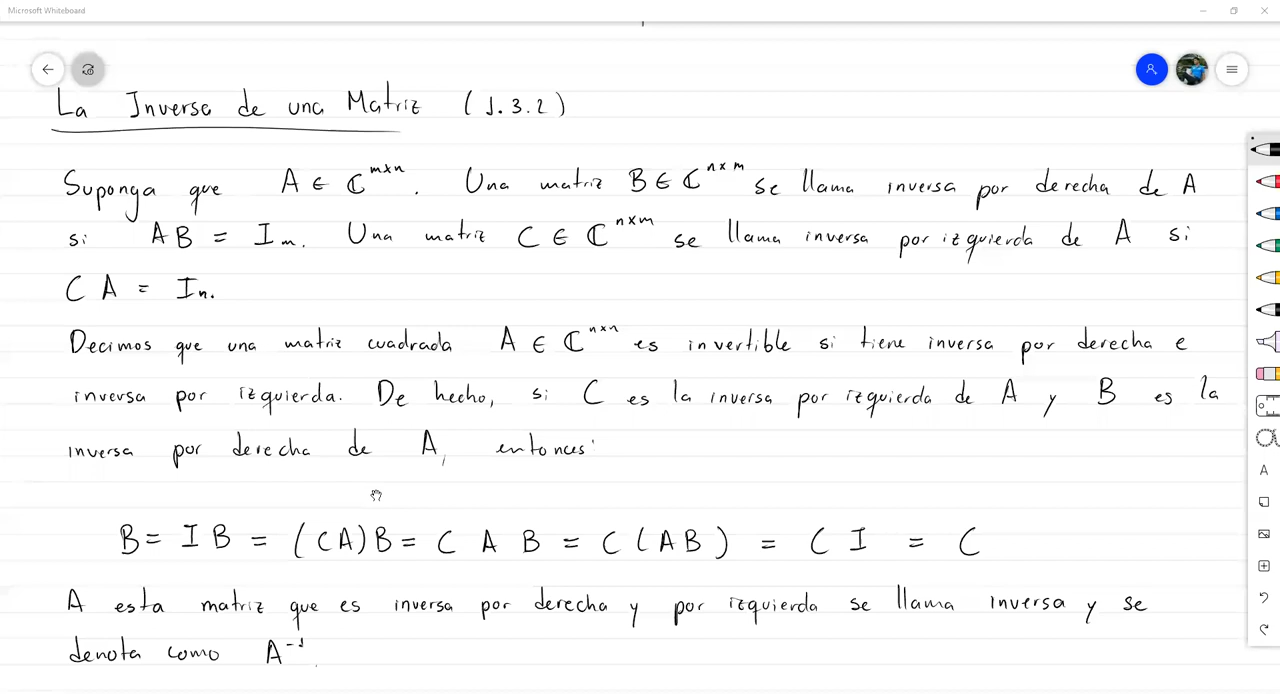 Microsoft Whiteboard
La Inversa de una Matriz (1.3.2)
Suponga que A ∈ ℂ^{m×n}. Una matriz B ∈ ℂ^{n×m} se llama inversa por derecha de A
si AB = I_m. Una matriz C ∈ ℂ^{n×m} se llama inversa por izquierda de A si
CA = I_n.
Decimos que una matriz cuadrada A ∈ ℂ^{n×n} es invertible si tiene inversa por derecha e
inversa por izquierda. De hecho, si C es la inversa por izquierda de A y B es la
inversa por derecha de A, entonces:
B = IB = (CA)B = C A B = C(AB) = C I = C
A esta matriz que es inversa por derecha y por izquierda se llama inversa y se
denota como A^{-1}.
A